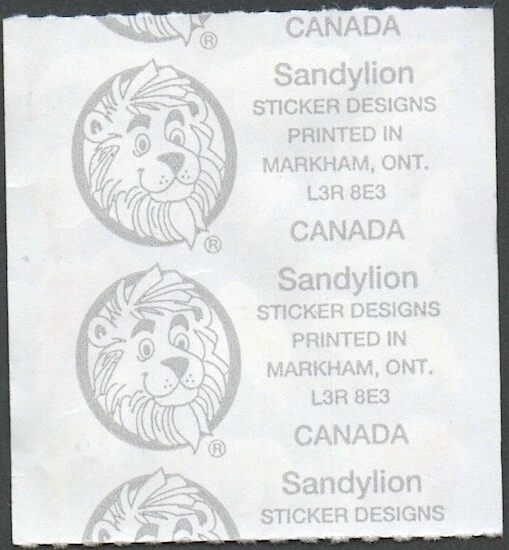 CANADA
®
Sandylion
STICKER DESIGNS
PRINTED IN
MARKHAM, ONT.
L3R 8E3
CANADA
®
Sandylion
STICKER DESIGNS
PRINTED IN
MARKHAM, ONT.
L3R 8E3
CANADA
®
Sandylion
STICKER DESIGNS